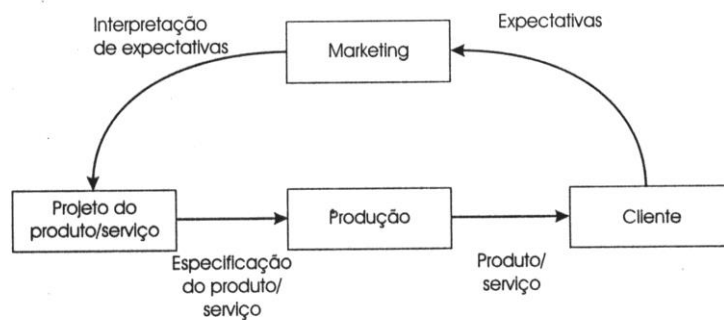 Interpretação
de expectativas
Marketing
Expectativas
Projeto do
produto/serviço
Produção
Cliente
Especificação
do produto/
serviço
Produto/
serviço